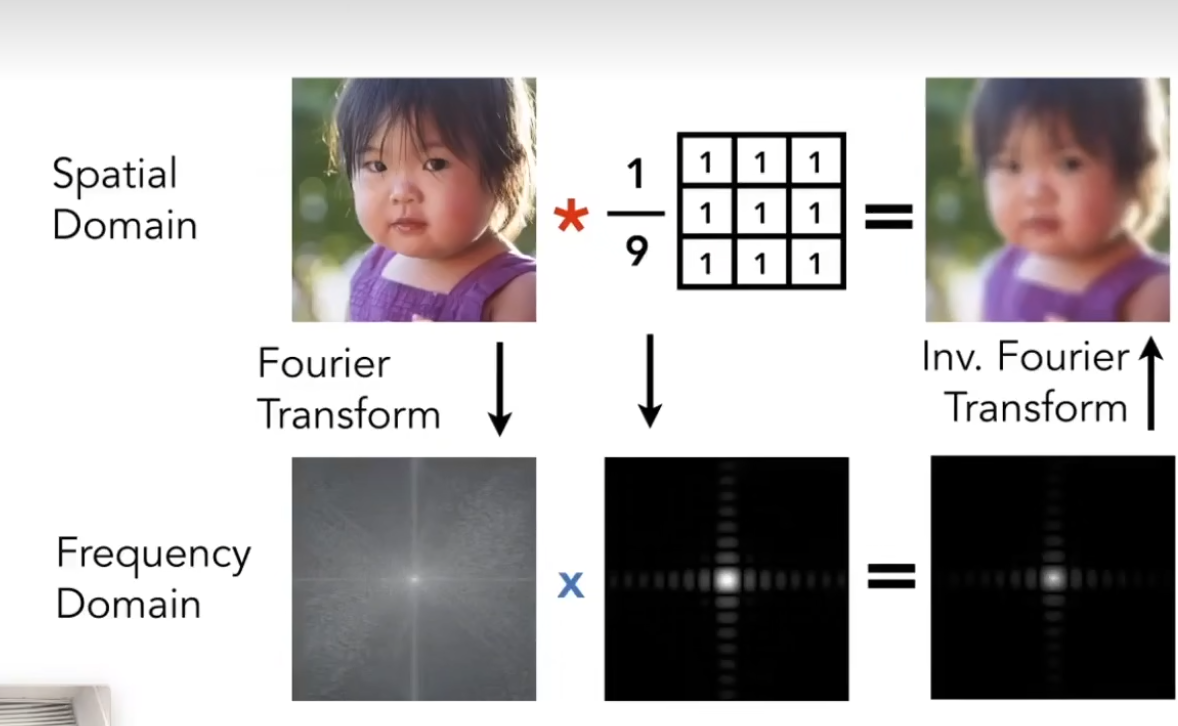 Spatial
Domain
*
1
9
1 1 1
1 1 1
1 1 1
=
Fourier
Transform
Inv. Fourier
Transform
Frequency
Domain
x
=